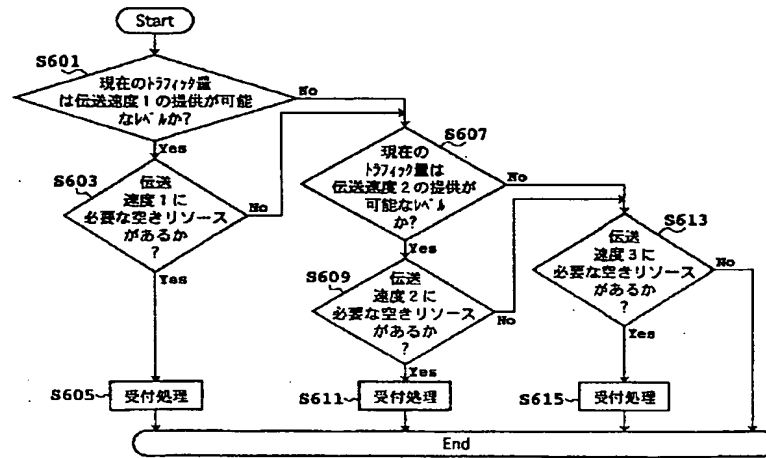 Start
S601
現在のトラフィック量
は伝送速度1の提供が可能
なレベルか?
No
Yes
S603
伝送
速度1に
必要な空きリソース
があるか
?
No
Yes
S605
受付処理
S607
現在の
トラフィック量は
伝送速度2の提供が
可能なレベル
か?
No
Yes
S609
伝送
速度2に
必要な空きリソース
があるか
?
No
Yes
S611
受付処理
S613
伝送
速度3に
必要な空きリソース
があるか
?
No
Yes
S615
受付処理
End